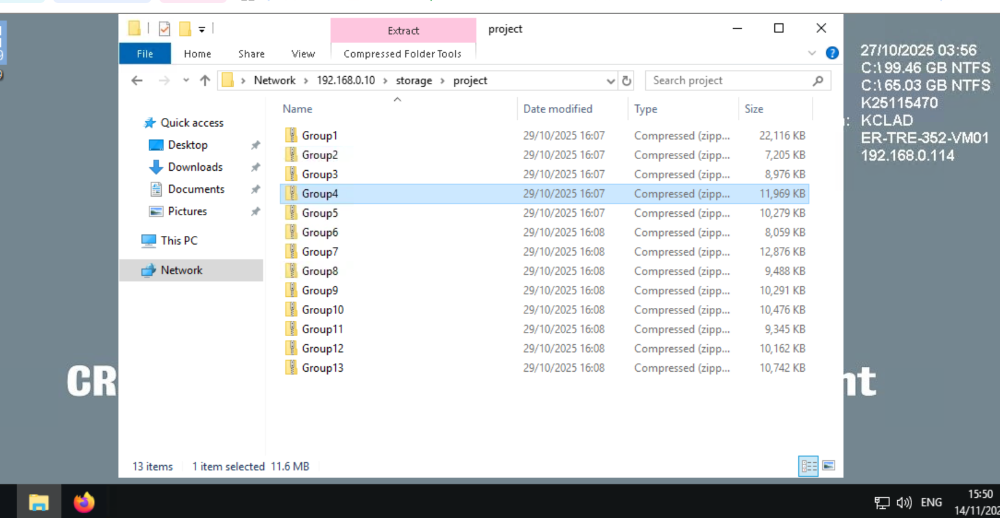 Extract
project
File
Home
Share
View
Compressed Folder Tools
Network
192.168.0.10
storage
project
Search project
Name
Date modified
Type
Size
Quick access
Desktop
Downloads
Documents
Pictures
This PC
Network
Group1 29/10/2025 16:07 Compressed (zipp... 22,116 KB
Group2 29/10/2025 16:07 Compressed (zipp... 7,205 KB
Group3 29/10/2025 16:07 Compressed (zipp... 8,976 KB
Group4 29/10/2025 16:07 Compressed (zipp... 11,969 KB
Group5 29/10/2025 16:07 Compressed (zipp... 10,279 KB
Group6 29/10/2025 16:08 Compressed (zipp... 8,059 KB
Group7 29/10/2025 16:08 Compressed (zipp... 12,876 KB
Group8 29/10/2025 16:08 Compressed (zipp... 9,488 KB
Group9 29/10/2025 16:08 Compressed (zipp... 10,291 KB
Group10 29/10/2025 16:08 Compressed (zipp... 10,476 KB
Group11 29/10/2025 16:08 Compressed (zipp... 9,345 KB
Group12 29/10/2025 16:08 Compressed (zipp... 10,162 KB
Group13 29/10/2025 16:08 Compressed (zipp... 10,742 KB
13 items
1 item selected 11.6 MB
27/10/2025 03:56
C:\ 99.46 GB NTFS
C:\ 65.03 GB NTFS
K25115470
KCLAD
ER-TRE-352-VM01
192.168.0.114
CR
nt
ENG
15:50
14/11/202